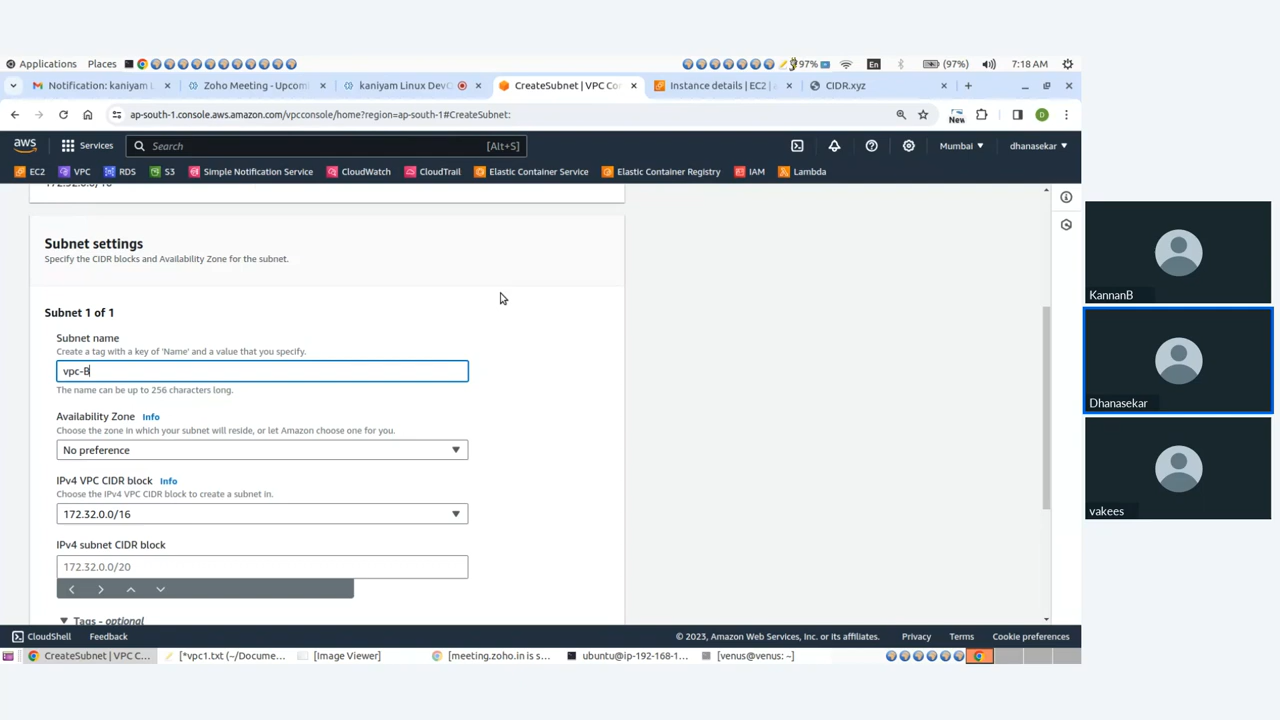 Applications Places 97% En (97%) 7:18 AM
Notification: kaniyam L × Zoho Meeting - Upcomi × kaniyam Linux DevO × CreateSubnet | VPC Co × Instance details | EC2 | × CIDR.xyz ×
ap-south-1.console.aws.amazon.com/vpcconsole/home?region=ap-south-1#CreateSubnet: New D
aws Services Search [Alt+S] Mumbai dhanasekar
EC2 VPC RDS S3 Simple Notification Service CloudWatch CloudTrail Elastic Container Service Elastic Container Registry IAM Lambda
172.32.0.0/16
Subnet settings
Specify the CIDR blocks and Availability Zone for the subnet.
Subnet 1 of 1
Subnet name
Create a tag with a key of 'Name' and a value that you specify.
vpc-B
The name can be up to 256 characters long.
Availability Zone Info
Choose the zone in which your subnet will reside, or let Amazon choose one for you.
No preference
IPv4 VPC CIDR block Info
Choose the IPv4 VPC CIDR block to create a subnet in.
172.32.0.0/16
IPv4 subnet CIDR block
172.32.0.0/20
Tags - optional
CloudShell Feedback © 2023, Amazon Web Services, Inc. or its affiliates. Privacy Terms Cookie preferences
CreateSubnet | VPC C... [*vpc1.txt (~/Docume... [Image Viewer] [meeting.zoho.in is s... ubuntu@ip-192-168-1... [venus@venus: ~]
KannanB
Dhanasekar
vakees